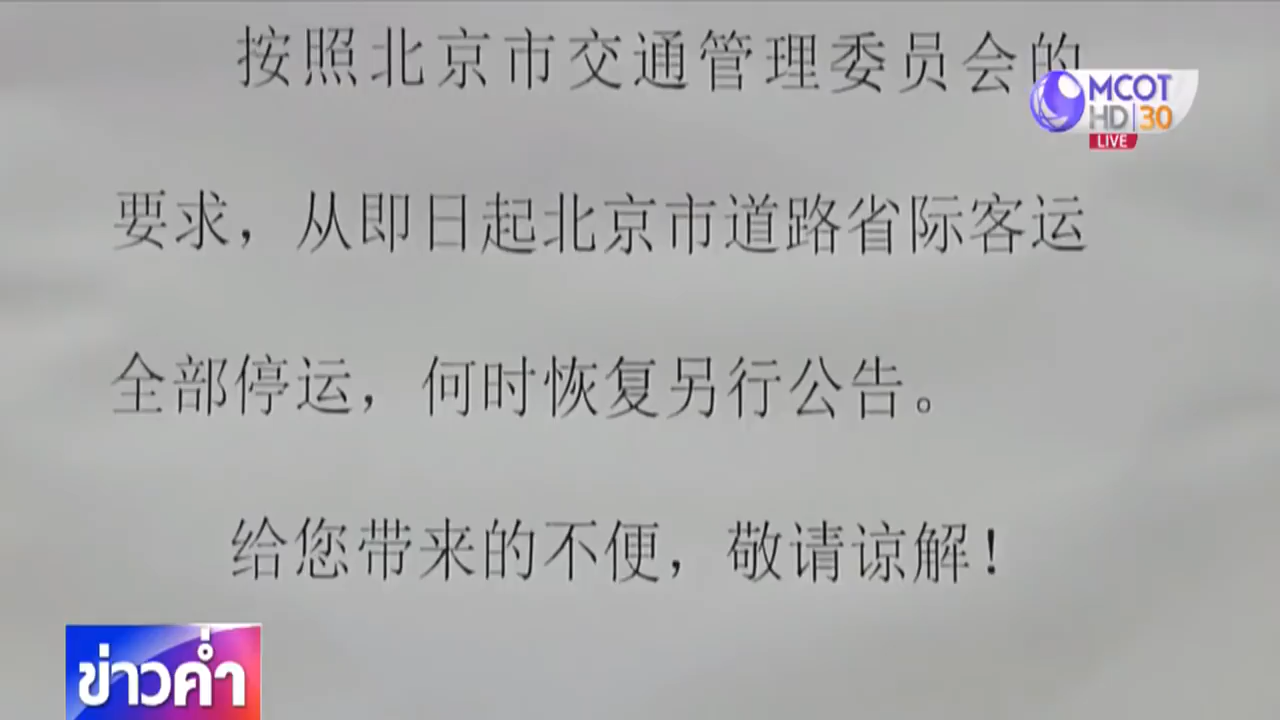 按照北京市交通管理委员会的
MCOT
HD 30
LIVE
要求，从即日起北京市道路省际客运
全部停运，何时恢复另行公告。
给您带来的不便，敬请谅解！
ข่าวค่ำ